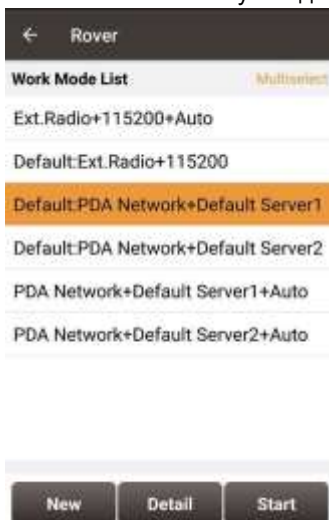 Rover
Work Mode List Multiselect
Ext.Radio+115200+Auto
Default:Ext.Radio+115200
Default:PDA Network+Default Server1
Default:PDA Network+Default Server2
PDA Network+Default Server1+Auto
PDA Network+Default Server2+Auto
New Detail Start